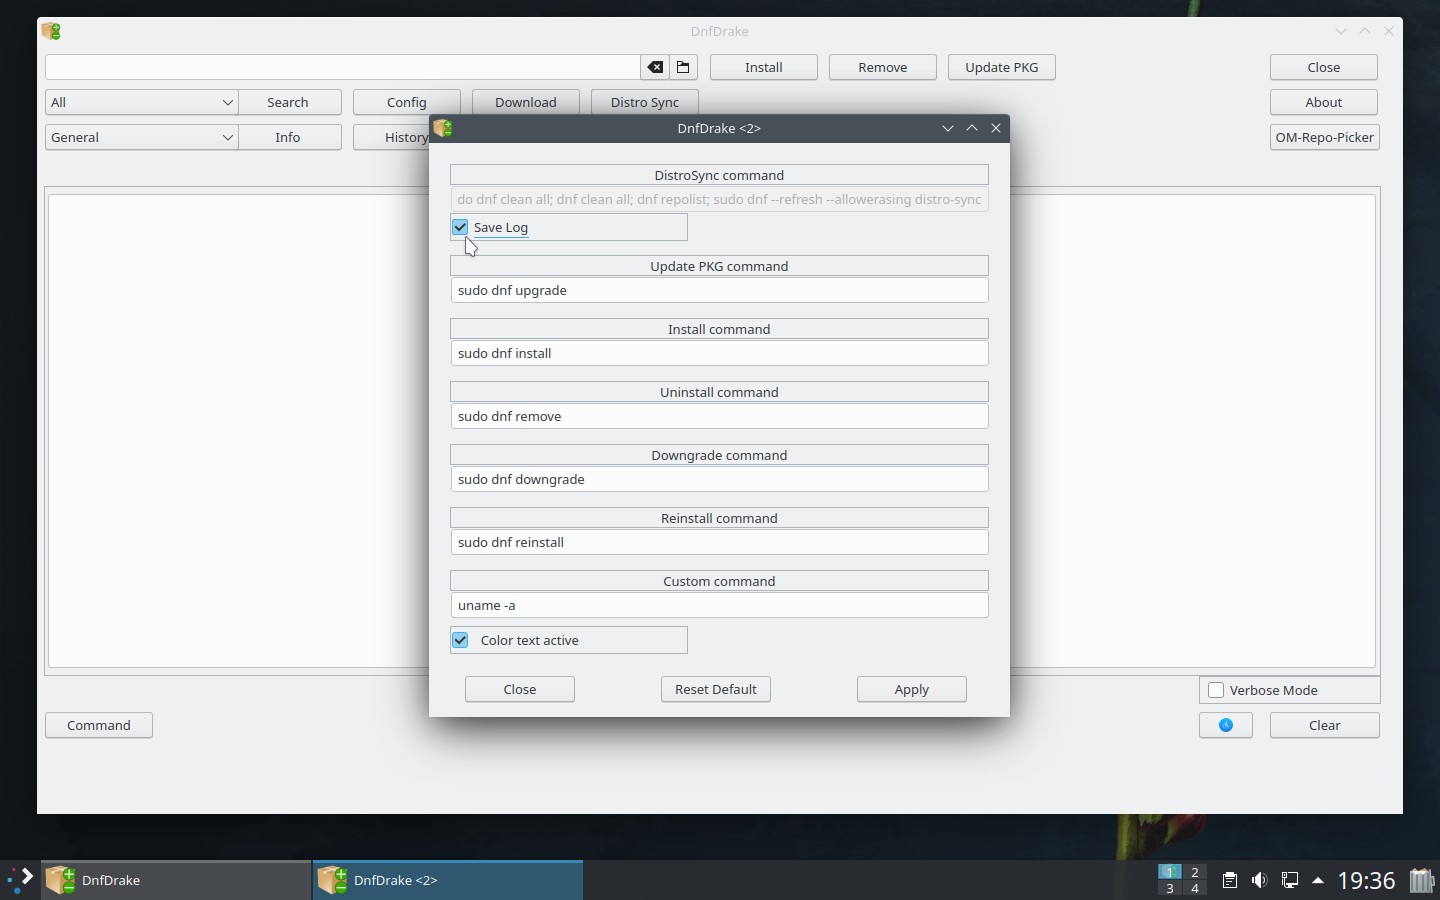 DnfDrake
Install
Remove
Update PKG
Close
All
Search
Config
Download
Distro Sync
About
General
Info
History
OM-Repo-Picker
DnfDrake <2>
DistroSync command
do dnf clean all; dnf clean all; dnf repolist; sudo dnf --refresh --allowerasing distro-sync
Save Log
Update PKG command
sudo dnf upgrade
Install command
sudo dnf install
Uninstall command
sudo dnf remove
Downgrade command
sudo dnf downgrade
Reinstall command
sudo dnf reinstall
Custom command
uname -a
Color text active
Close
Reset Default
Apply
Verbose Mode
Command
Clear
DnfDrake
DnfDrake <2>
1 2
3 4
19:36